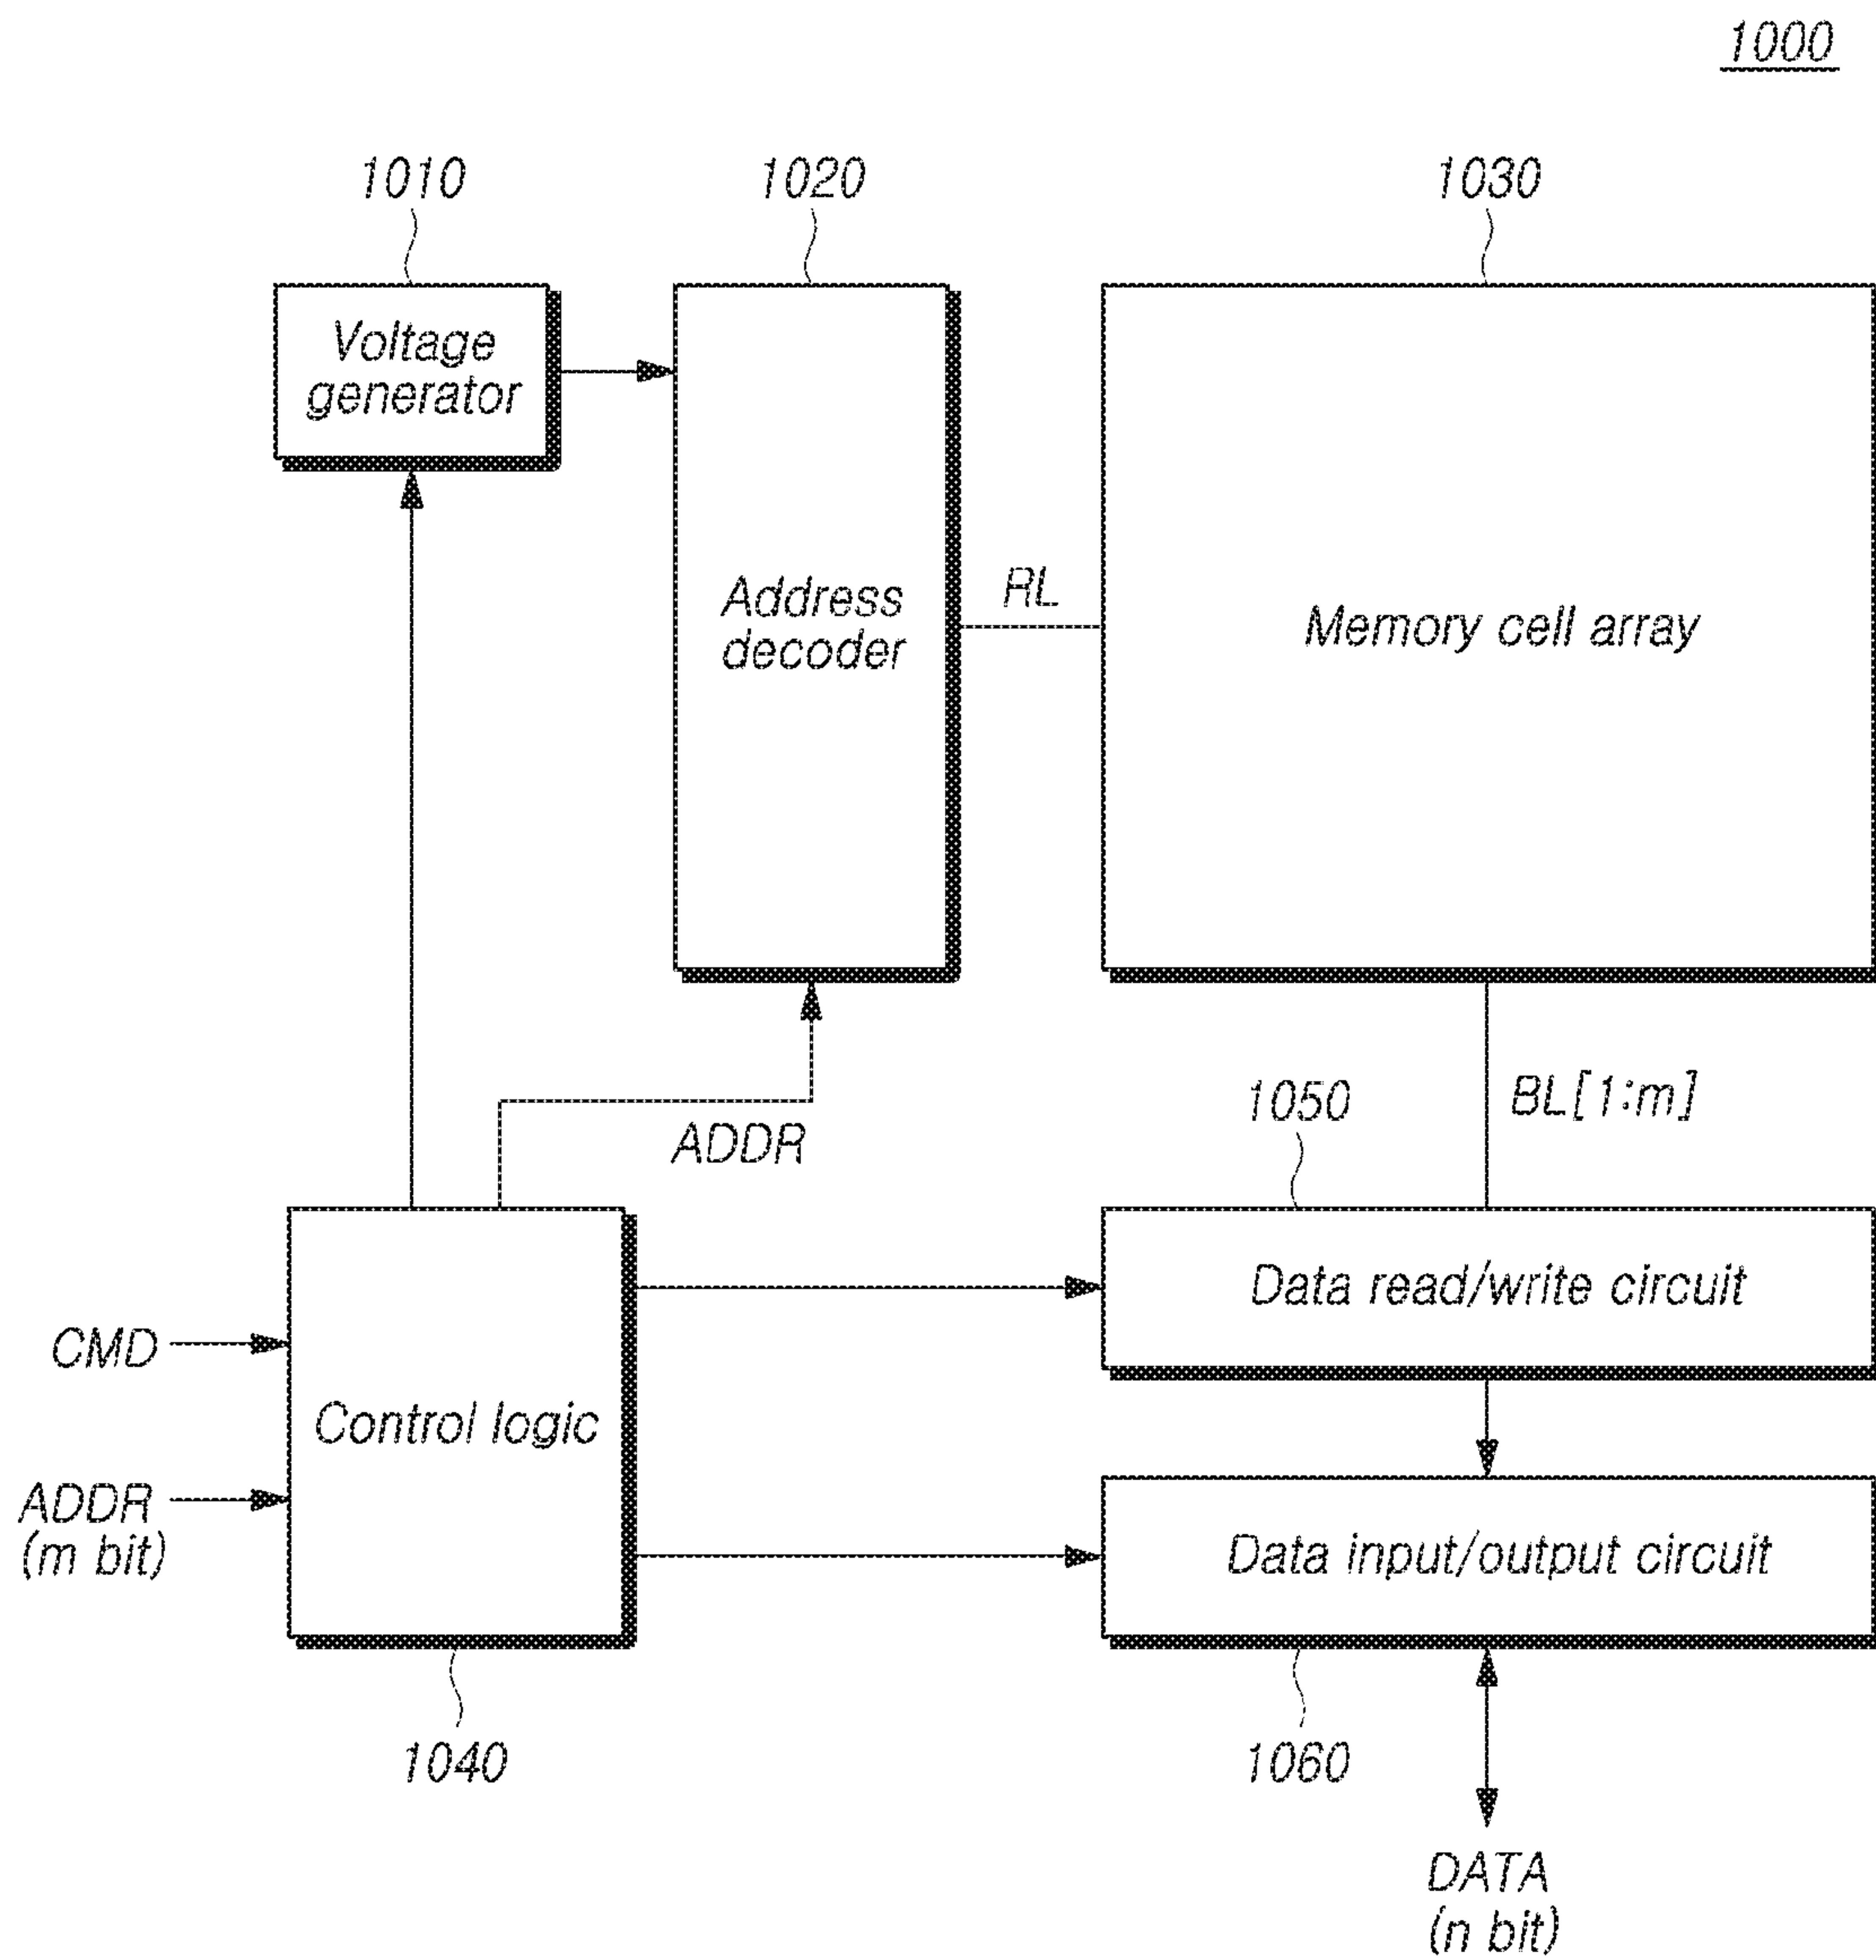 1000
1010
1020
1030
Voltage
generator
Address
decoder
RL
Memory cell array
ADDR
1050
BL[1:m]
Data read/write circuit
CMD
Control logic
ADDR
(m bit)
Data input/output circuit
1040
1060
DATA
(n bit)